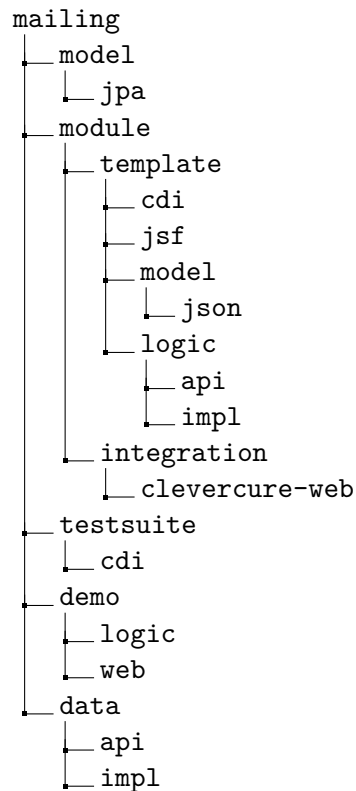 mailing
model
jpa
module
template
cdi
jsf
model
json
logic
api
impl
integration
clevercure-web
testsuite
cdi
demo
logic
web
data
api
impl